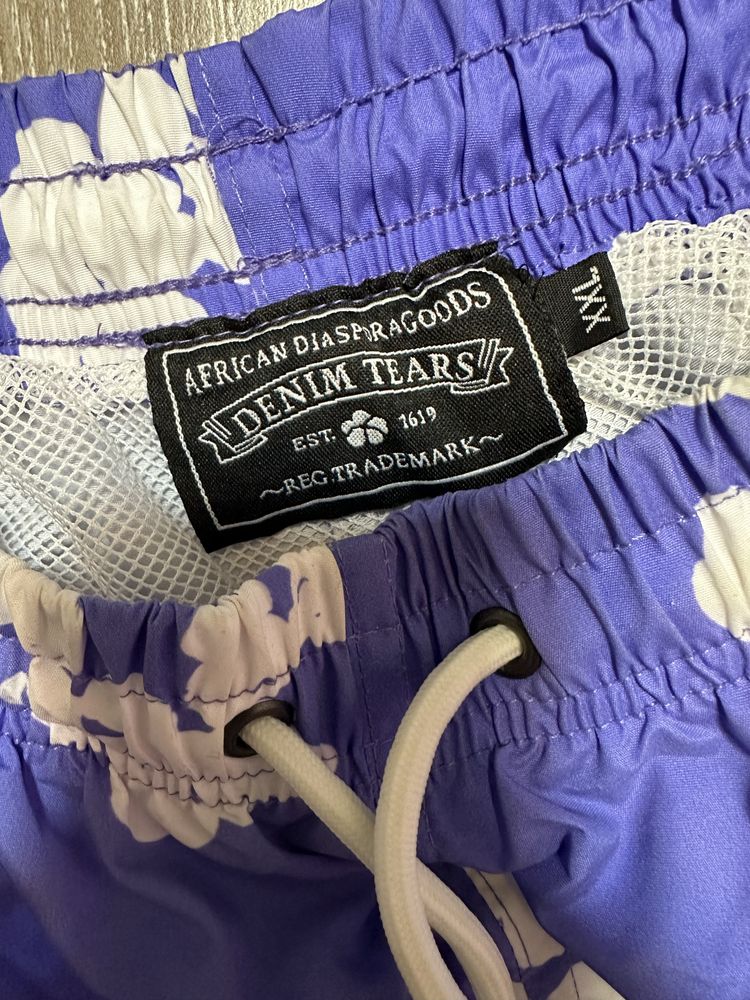 AFRICAN DIASPORAGOODS
DENIM TEARS
EST. 1619
~REG.TRADEMARK~
XXL